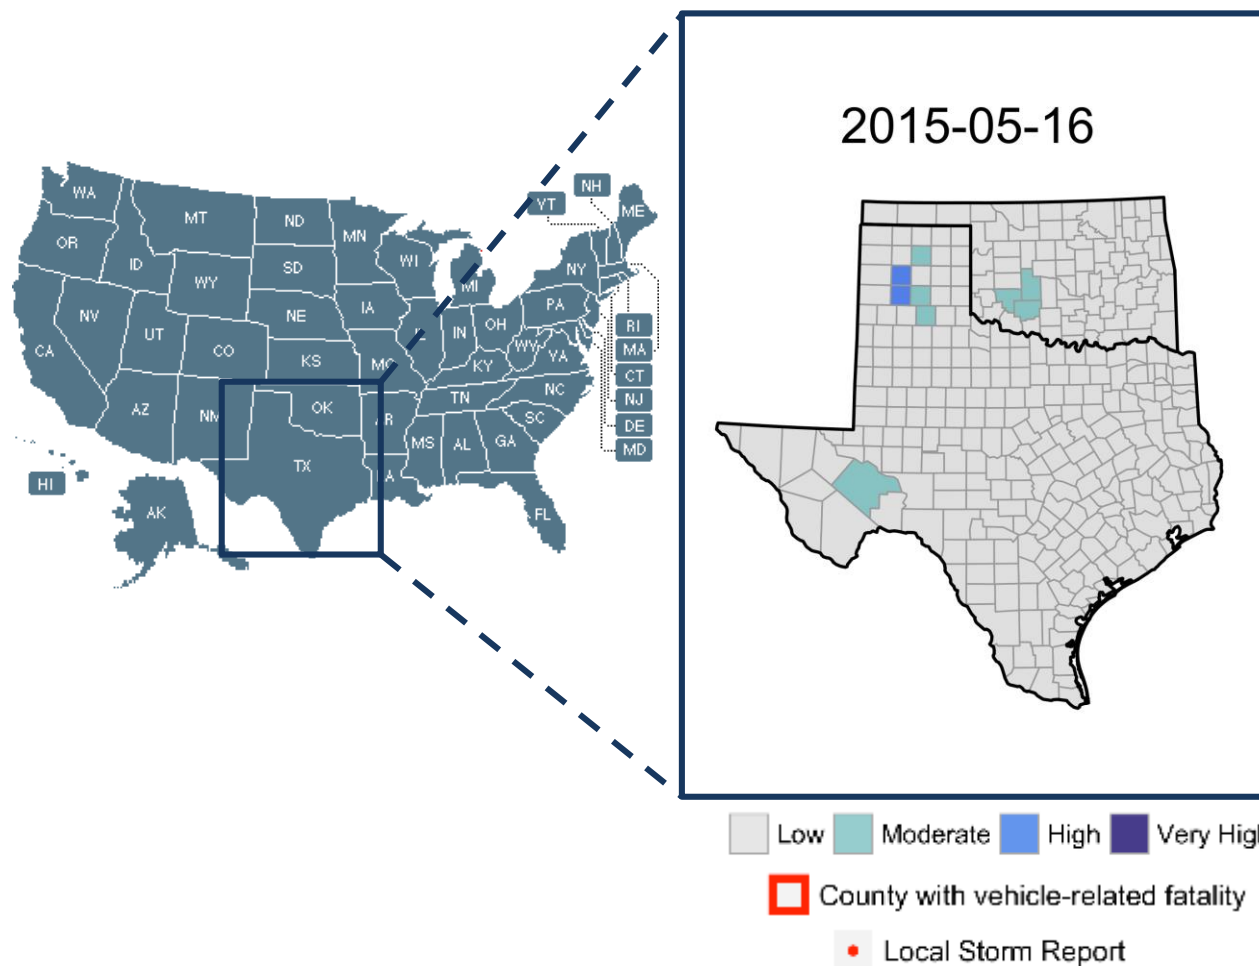 2015-05-16
WA
MT
ND
MN
OR
ID
WY
SD
WI
MI
NY
NH
YT
ME
NV
UT
CO
NE
IA
IN
OH
PA
CA
AZ
NM
KS
MO
KY
WV
VA
RI
MA
CT
NJ
DE
MD
OK
AR
TN
NC
SC
TX
MS
AL
GA
FL
HI
AK
Low Moderate High Very High
County with vehicle-related fatality
Local Storm Report